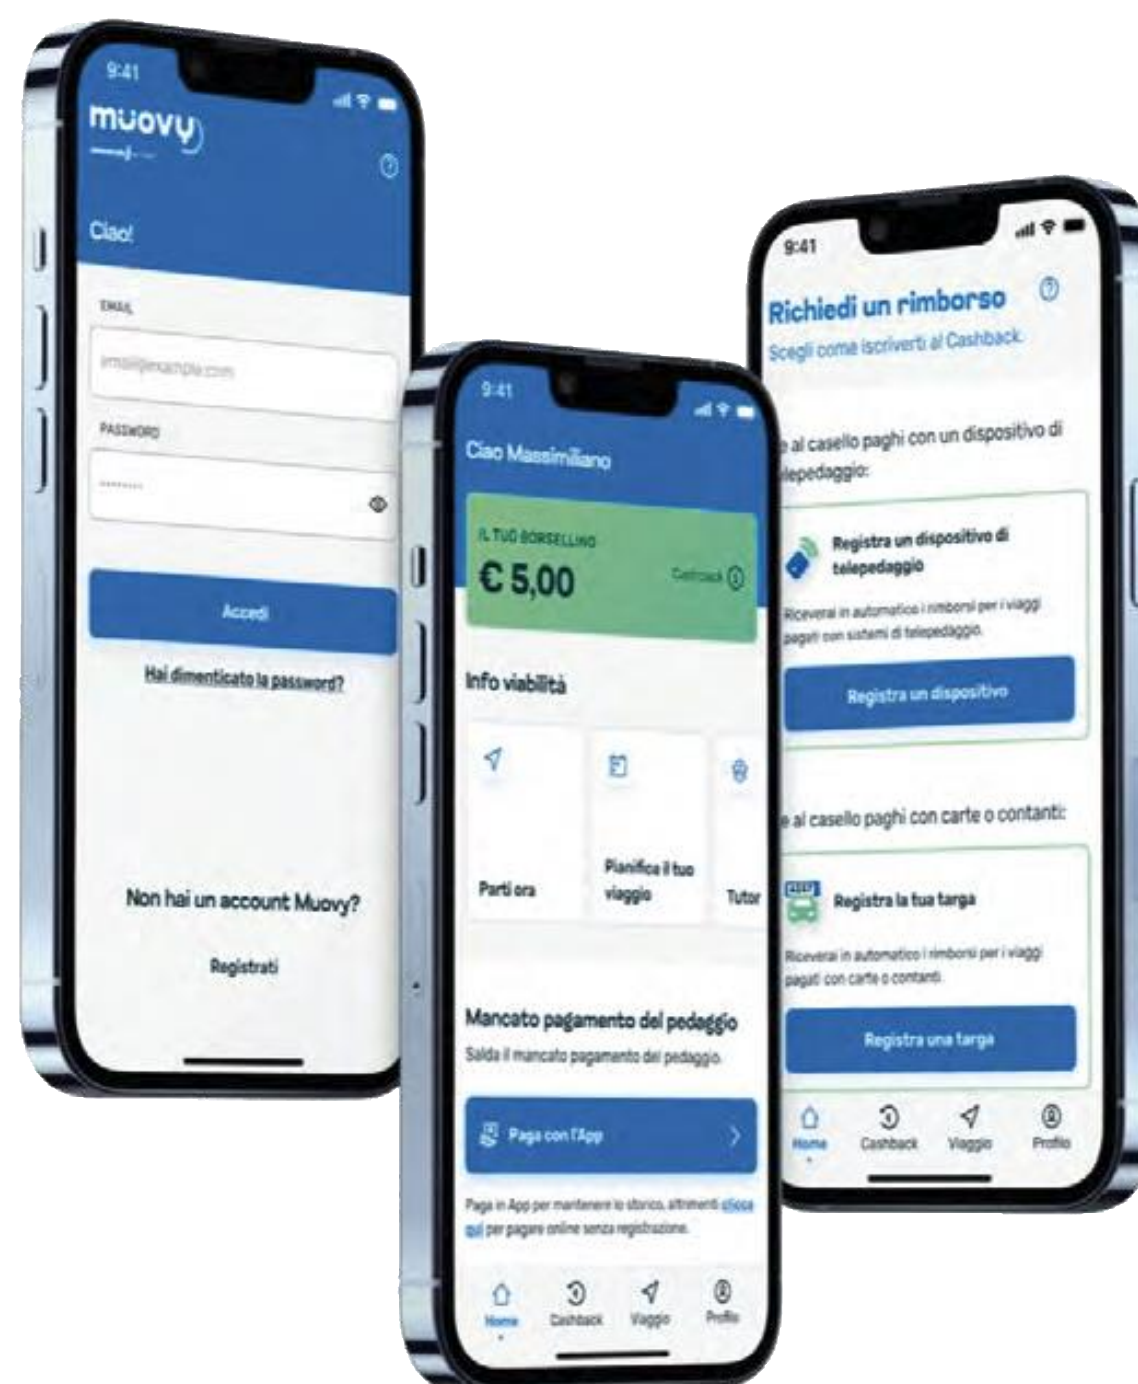 9:41
muovy
Ciao!
EMAIL
email@example.com
PASSWORD
Accedi
Hai dimenticato la password?
Non hai un account Muovy?
Registrati
9:41
Ciao Massimiliano
IL TUO BORSELLINO
€ 5,00
Cashback
Info viabilità
Parti ora
Pianifica il tuo
viaggio
Tutor
Mancato pagamento del pedaggio
Salda il mancato pagamento del pedaggio.
Paga con l'App
Paga in App per mantenere lo storico, altrimenti clicca
qui per pagare online senza registrazione.
Home
Cashback
Viaggio
Profilo
9:41
Richiedi un rimborso
Scegli come iscriverti al Cashback.
e al casello paghi con un dispositivo di
elepedaggio:
Registra un dispositivo di
telepedaggio
Riceverai in automatico i rimborsi per i viaggi
pagati con sistemi di telepedaggio.
Registra un dispositivo
e al casello paghi con carte o contanti:
Registra la tua targa
Riceverai in automatico i rimborsi per i viaggi
pagati con carte o contanti.
Registra una targa
Home
Cashback
Viaggio
Profilo